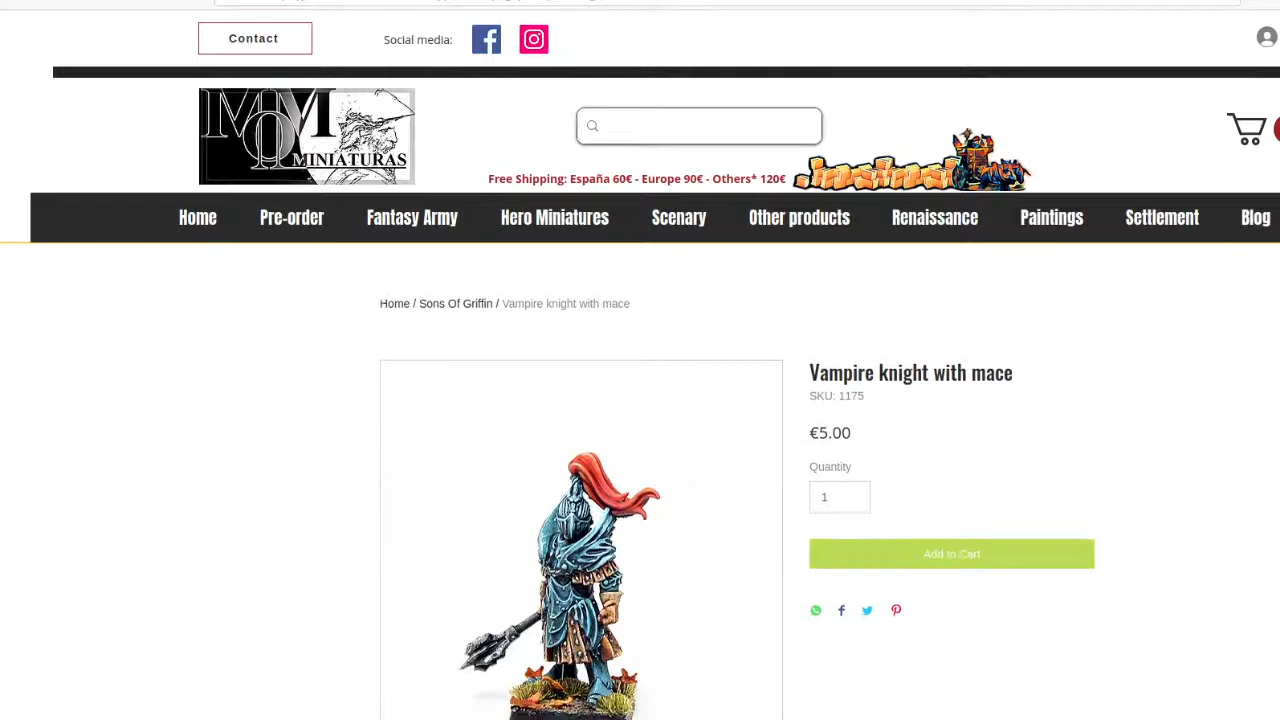 Contact
Social media:
MOM
MINIATURAS
Free Shipping: España 60€ - Europe 90€ - Others* 120€
Home
Pre-order
Fantasy Army
Hero Miniatures
Scenary
Other products
Renaissance
Paintings
Settlement
Blog
Home / Sons Of Griffin / Vampire knight with mace
Vampire knight with mace
SKU: 1175
€5.00
Quantity
1
Add to Cart